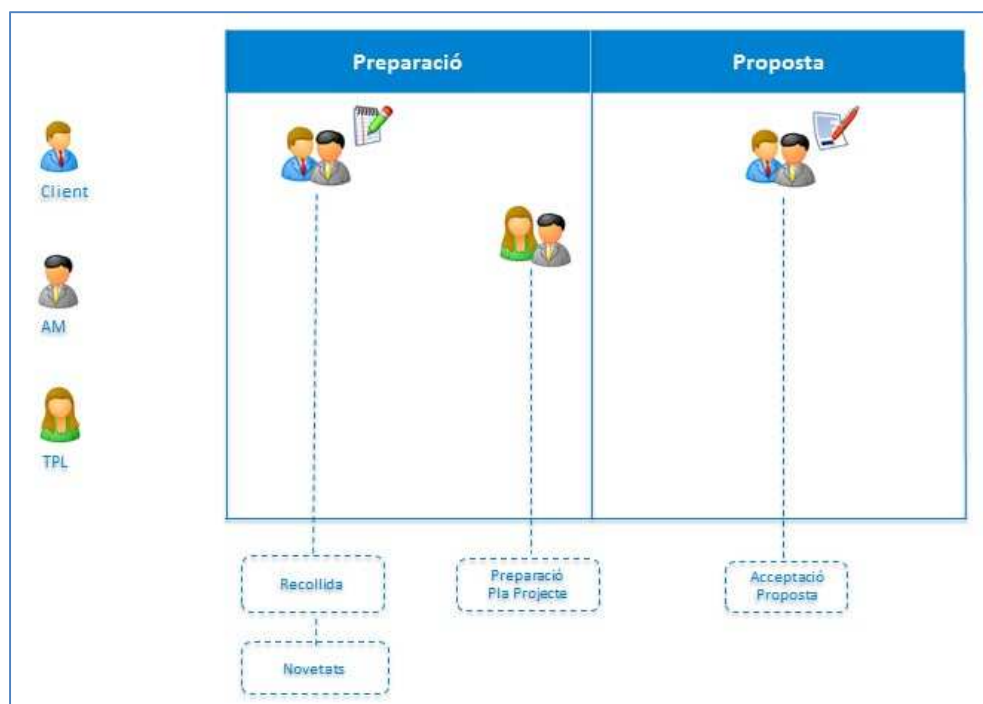 Preparació
Proposta
Client
AM
TPL
Recollida
Preparació
Pla Projecte
Acceptació
Proposta
Novetats